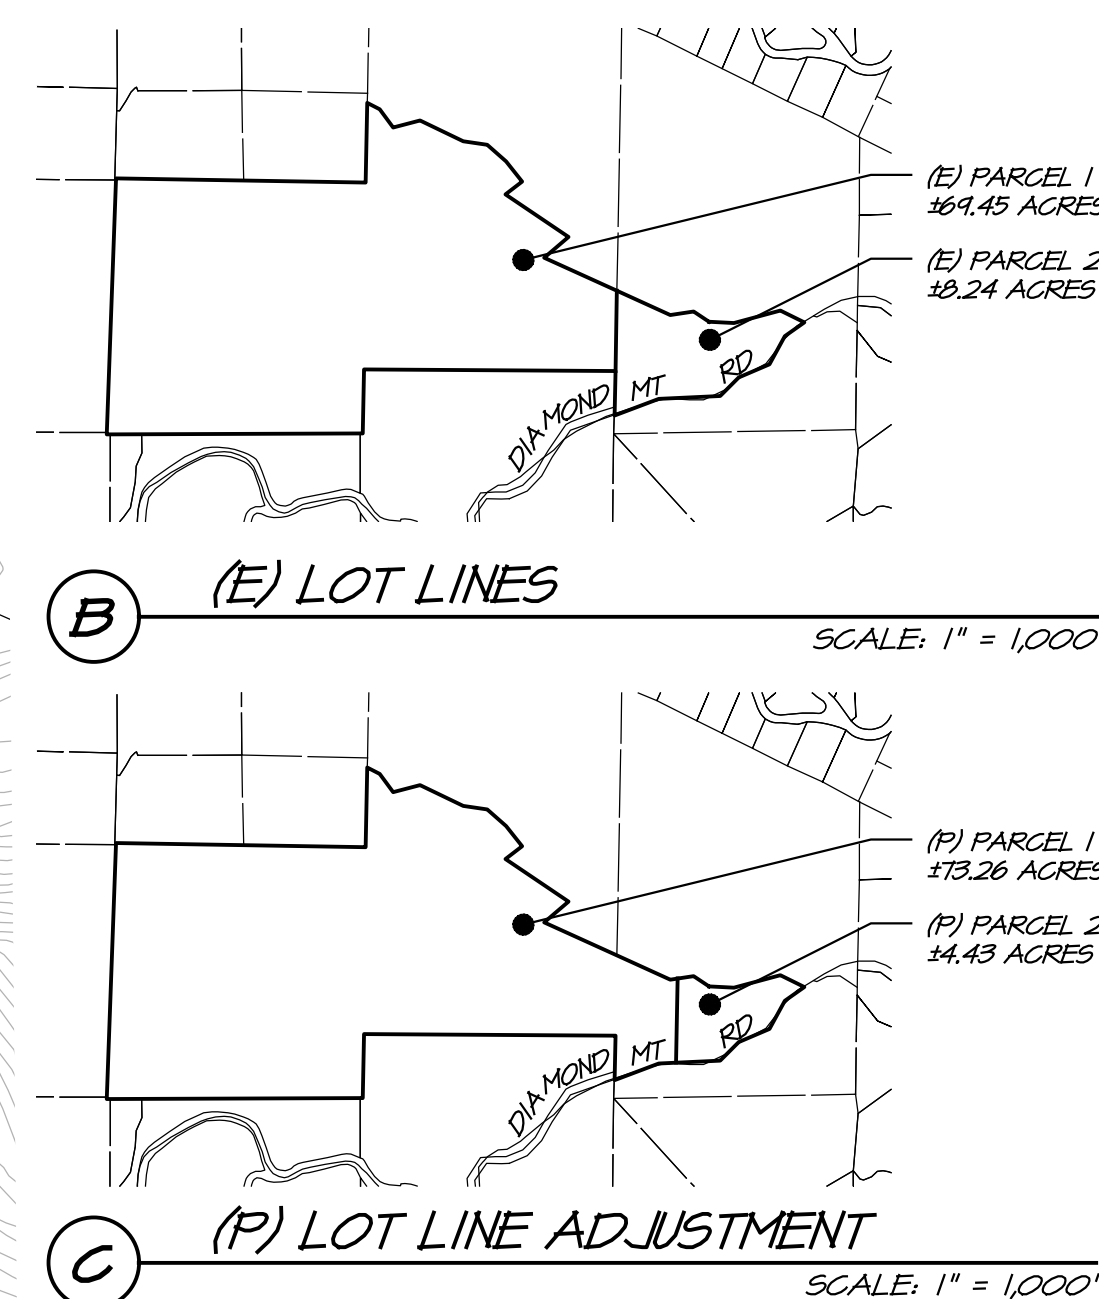 (E) PARCEL 1
±69.45 ACRES
(E) PARCEL 2
±8.24 ACRES
DIAMOND MT RD
B
(E) LOT LINES
SCALE: 1" = 1,000
(P) PARCEL 1
±73.26 ACRES
(P) PARCEL 2
±4.43 ACRES
DIAMOND MT RD
C
(P) LOT LINE ADJUSTMENT
SCALE: 1" = 1,000'